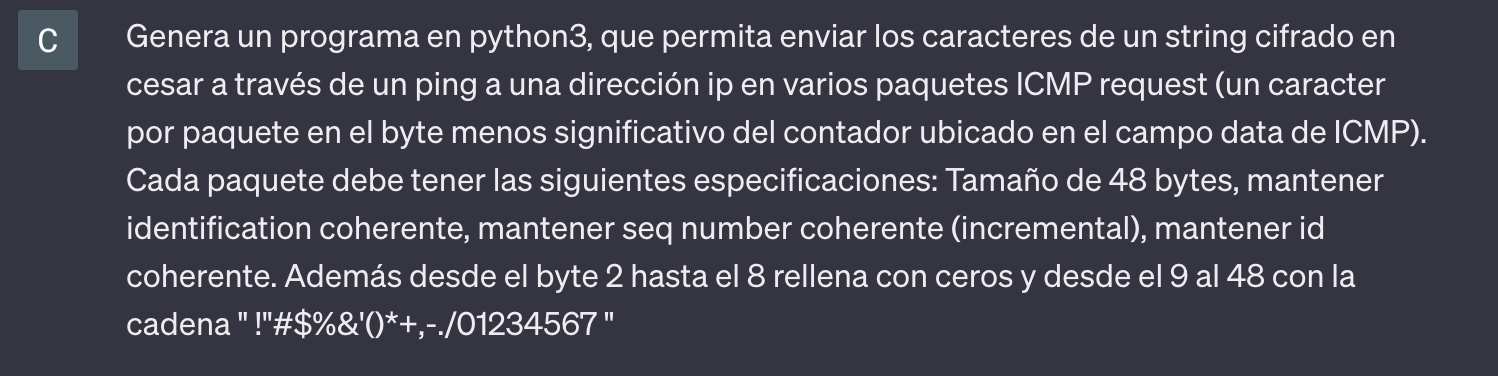 C
Genera un programa en python3, que permita enviar los caracteres de un string cifrado en
cesar a través de un ping a una dirección ip en varios paquetes ICMP request (un caracter
por paquete en el byte menos significativo del contador ubicado en el campo data de ICMP).
Cada paquete debe tener las siguientes especificaciones: Tamaño de 48 bytes, mantener
identification coherente, mantener seq number coherente (incremental), mantener id
coherente. Además desde el byte 2 hasta el 8 rellena con ceros y desde el 9 al 48 con la
cadena " !"#$%&'()*+,-./01234567 "